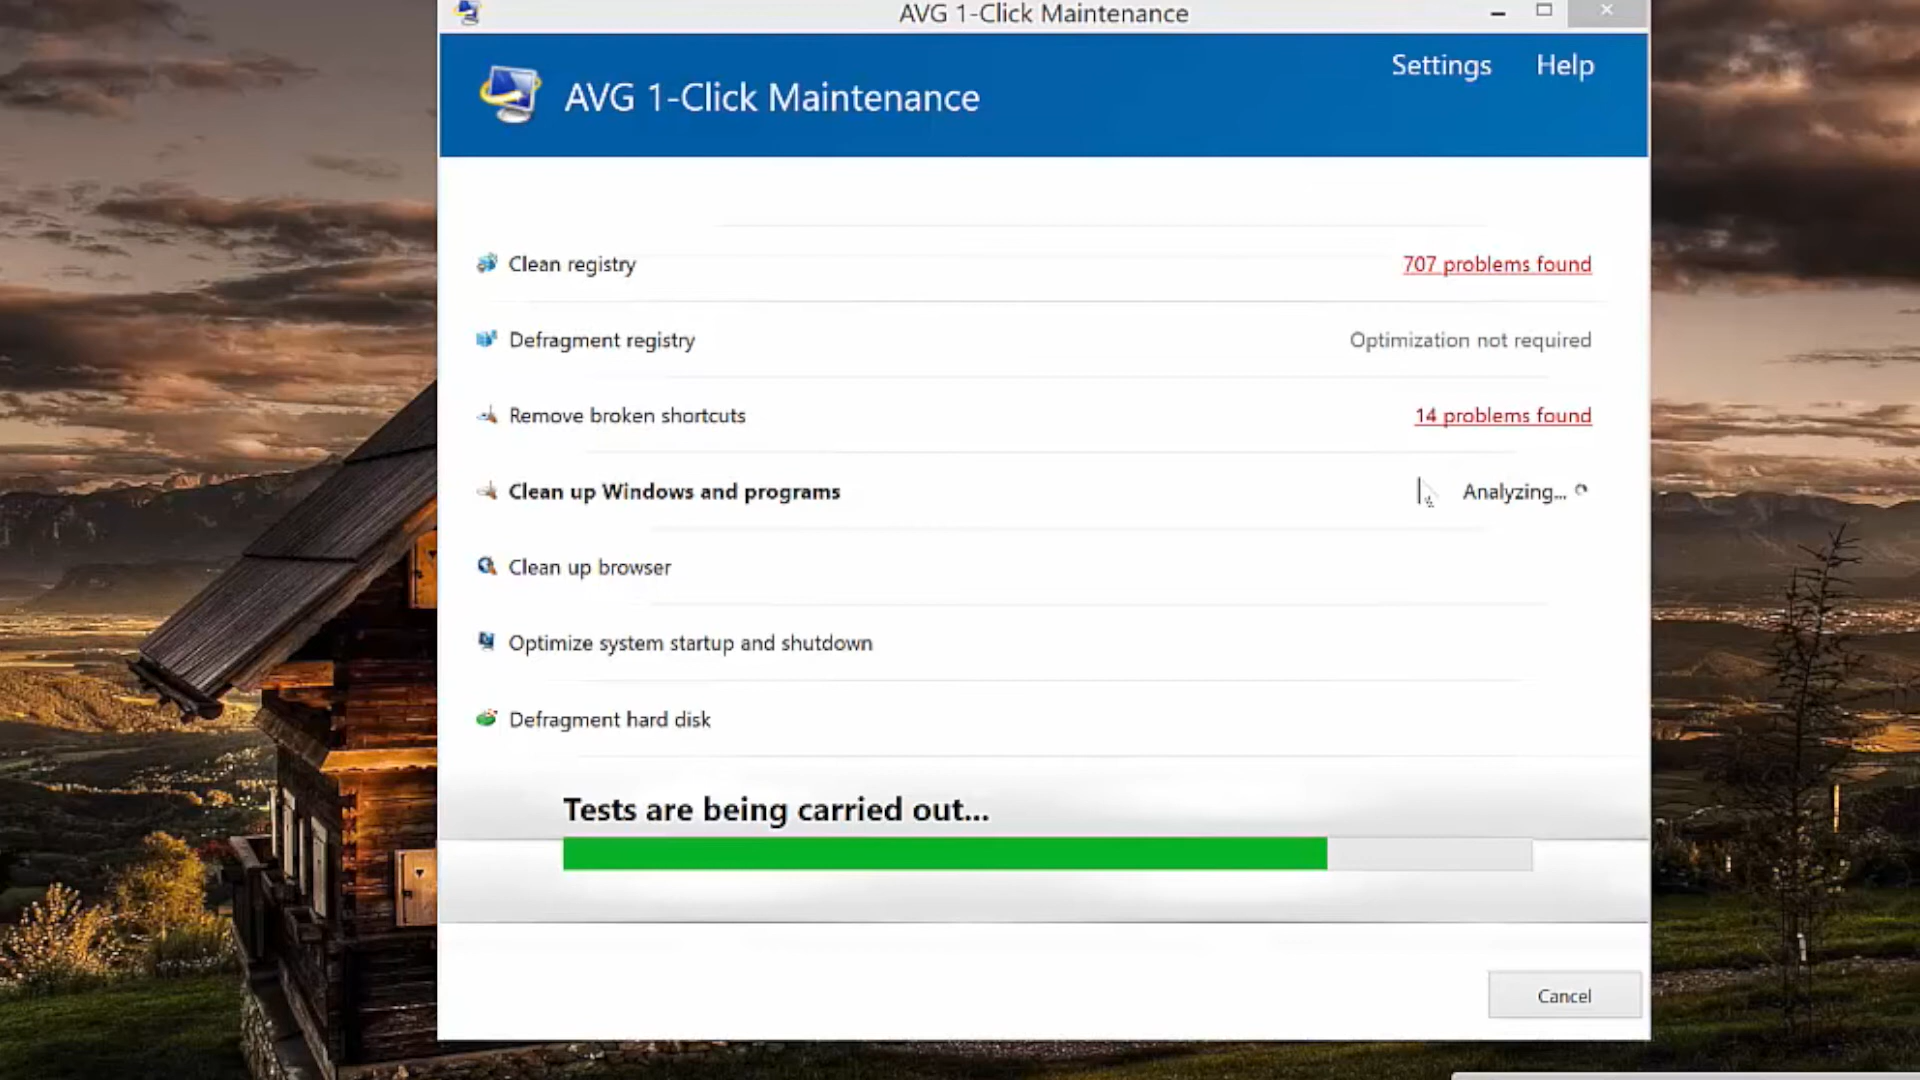 AVG 1-Click Maintenance
Settings Help
AVG 1-Click Maintenance
Clean registry 707 problems found
Defragment registry Optimization not required
Remove broken shortcuts 14 problems found
Clean up Windows and programs Analyzing...
Clean up browser
Optimize system startup and shutdown
Defragment hard disk
Tests are being carried out...
Cancel